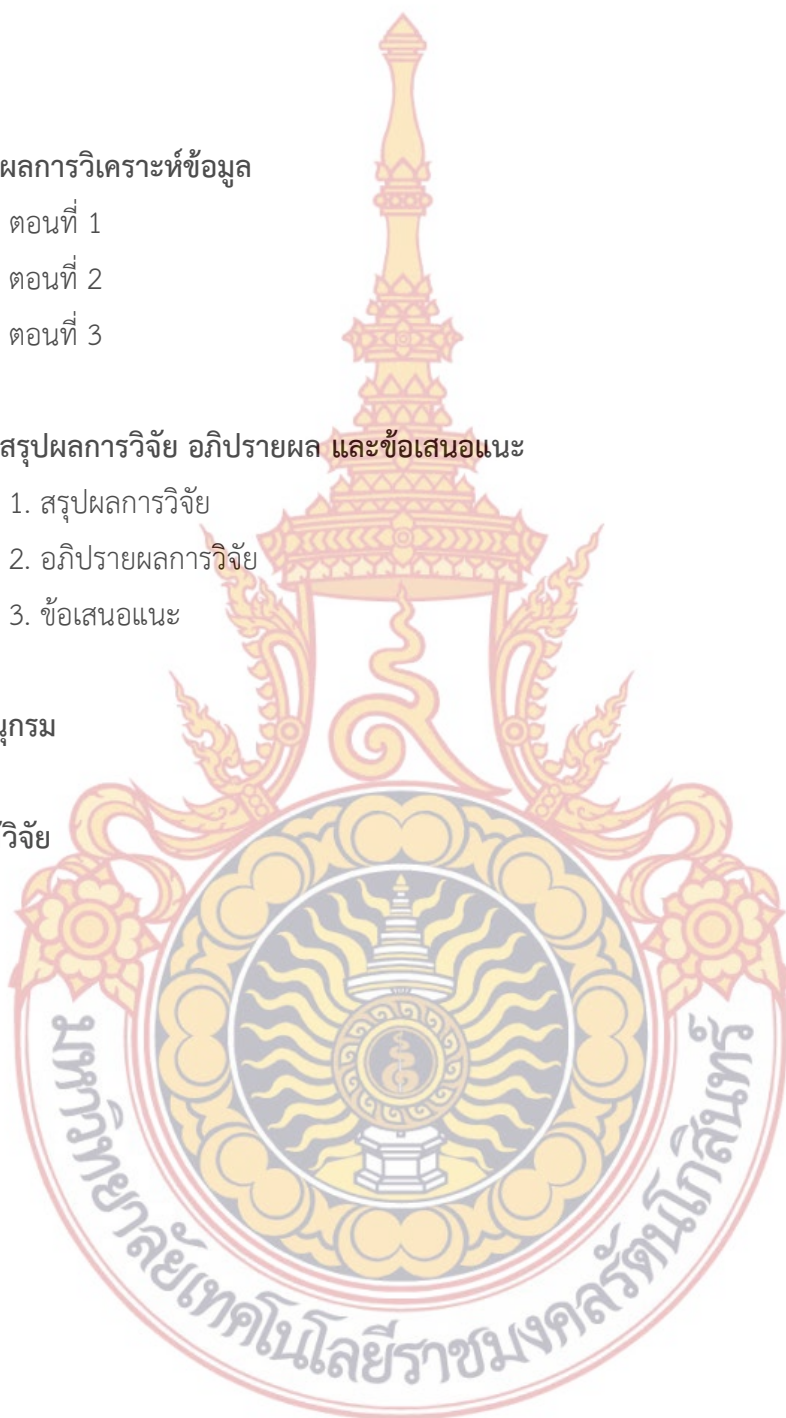 ผลการวิเคราะห์ข้อมูล
ตอนที่ 1
ตอนที่ 2
ตอนที่ 3
สรุปผลการวิจัย อภิปรายผล และข้อเสนอแนะ
1. สรุปผลการวิจัย
2. อภิปรายผลการวิจัย
3. ข้อเสนอแนะ
นุกรม
วิจัย
มหาวิทยาลัยเทคโนโลยีราชมงคลรัตนโกสินทร์